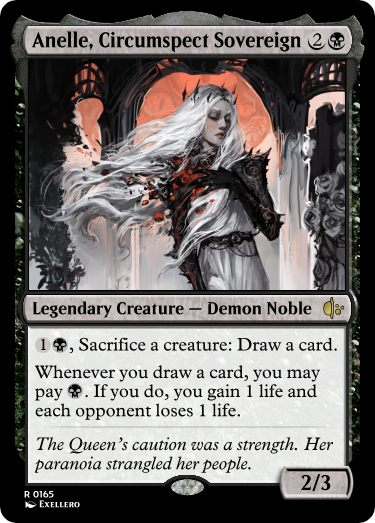 Anelle, Circumspect Sovereign 2
Legendary Creature — Demon Noble
1, Sacrifice a creature: Draw a card.
Whenever you draw a card, you may
pay . If you do, you gain 1 life and
each opponent loses 1 life.
The Queen's caution was a strength. Her
paranoia strangled her people.
2/3
R 0165
Exellero